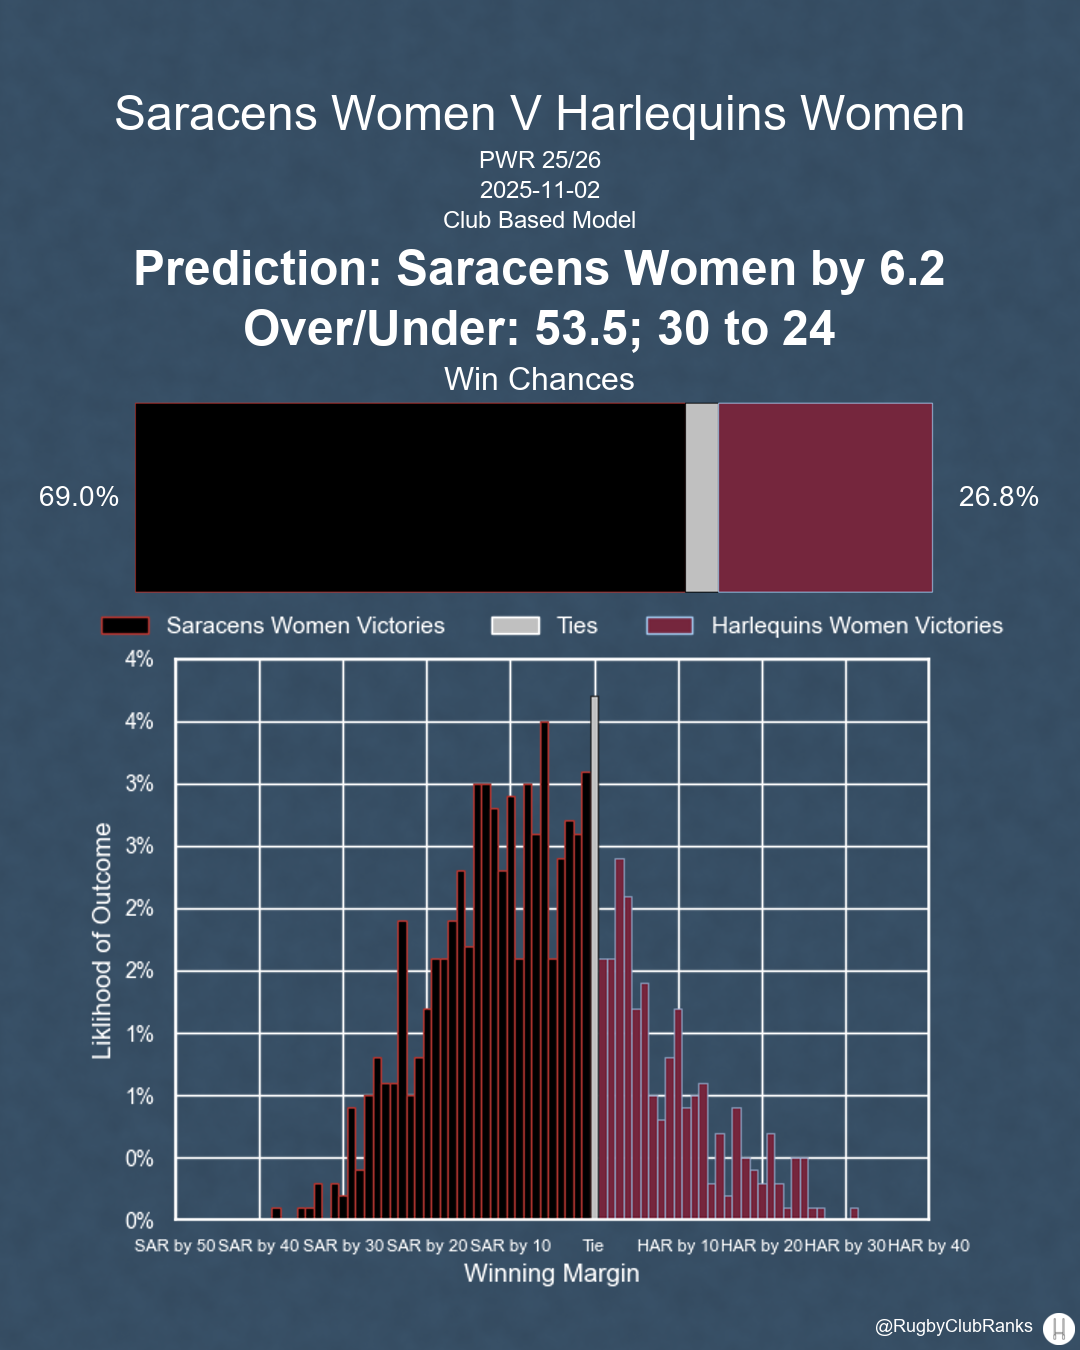 Saracens Women V Harlequins Women
PWR 25/26
2025-11-02
Club Based Model
Prediction: Saracens Women by 6.2
Over/Under: 53.5; 30 to 24
Win Chances
69.0%
26.8%
Saracens Women Victories
Ties
Harlequins Women Victories
4%
4%
3%
3%
2%
2%
1%
1%
0%
0%
Liklihood of Outcome
SAR by 50 SAR by 40 SAR by 30 SAR by 20 SAR by 10 Tie HAR by 10 HAR by 20 HAR by 30 HAR by 40
Winning Margin
@RugbyClubRanks